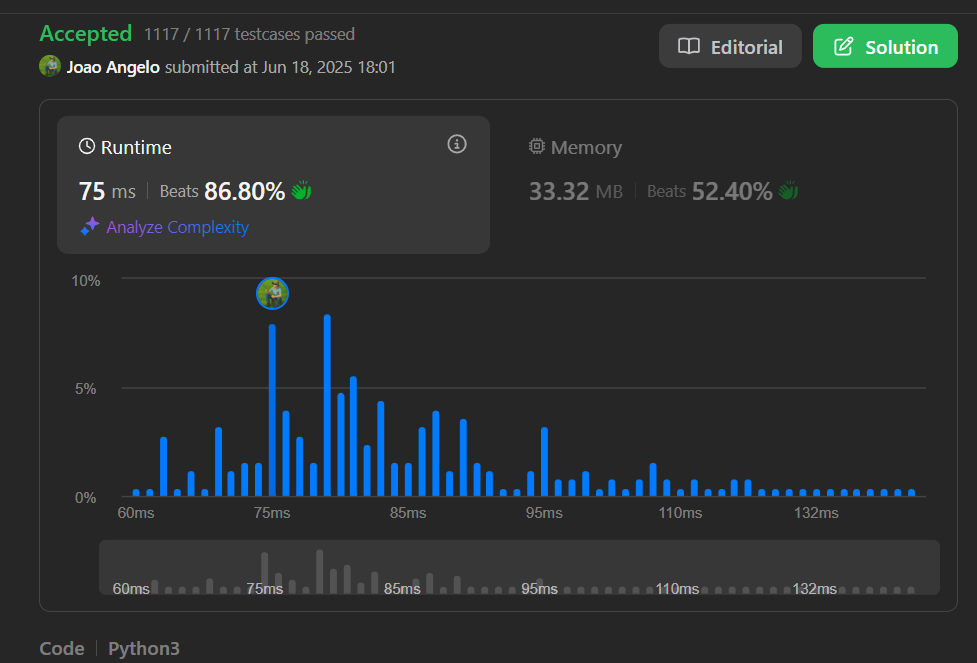 Accepted 1117 / 1117 testcases passed
Editorial
Solution
Joao Angelo submitted at Jun 18, 2025 18:01
Runtime
75 ms Beats 86.80%
Analyze Complexity
Memory
33.32 MB Beats 52.40%
10%
5%
0%
60ms 75ms 85ms 95ms 110ms 132ms
60ms 75ms 85ms 95ms 110ms 132ms
Code Python3